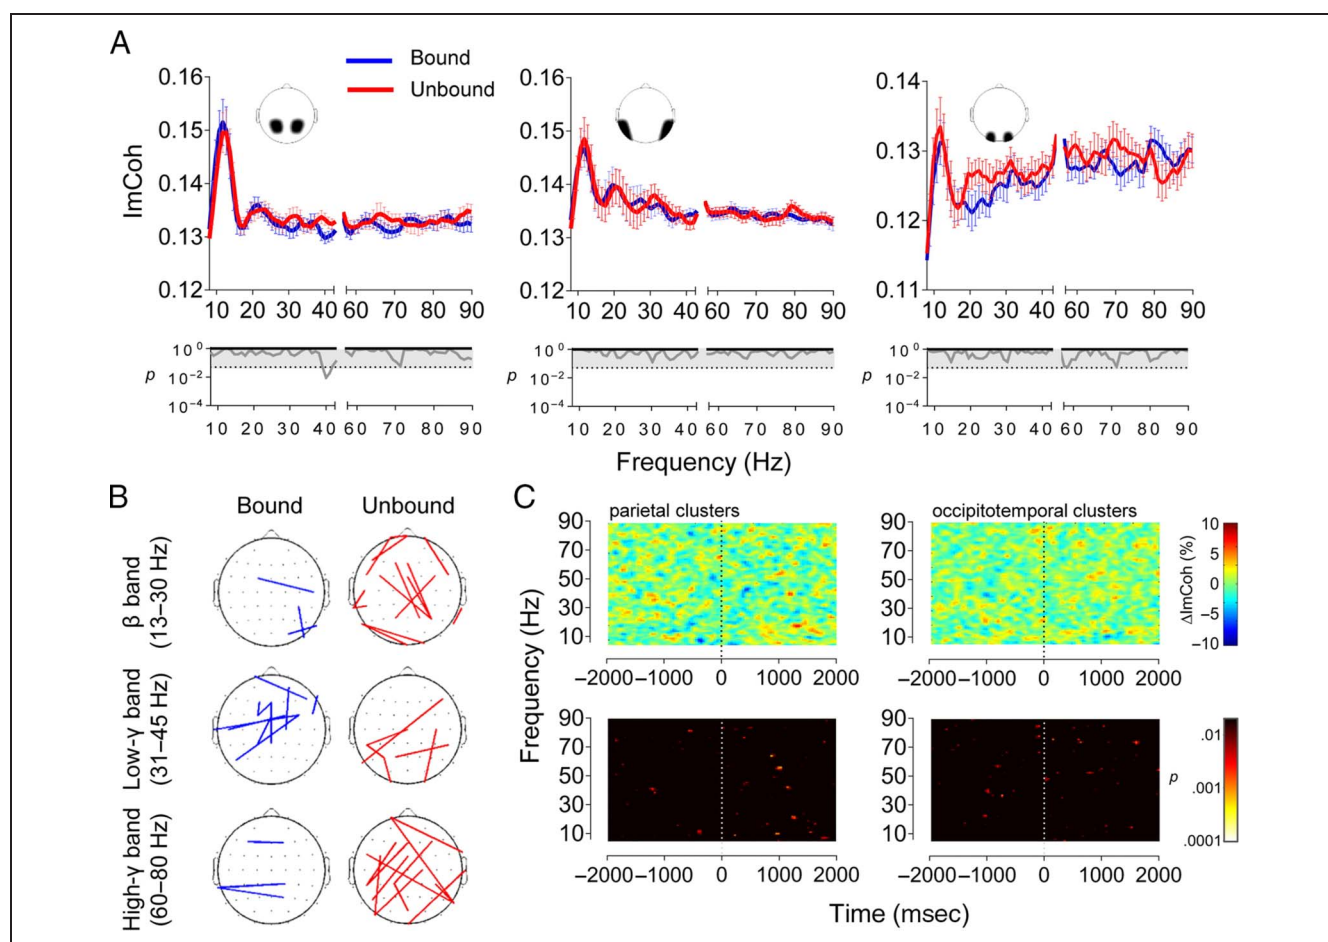 A
Bound
Unbound
ImCoh
0.16
0.15
0.14
0.13
0.12
10 20 30 40 60 70 80 90
0.16
0.15
0.14
0.13
0.12
10 20 30 40 60 70 80 90
0.14
0.13
0.12
0.11
10 20 30 40 60 70 80 90
p
10⁰
10⁻²
10⁻⁴
10 20 30 40 60 70 80 90
p
10⁰
10⁻²
10⁻⁴
10 20 30 40 60 70 80 90
p
10⁰
10⁻²
10⁻⁴
10 20 30 40 60 70 80 90
Frequency (Hz)
B
Bound Unbound
β band
(13–30 Hz)
Low-γ band
(31–45 Hz)
High-γ band
(60–80 Hz)
C
parietal clusters
occipitotemporal clusters
Frequency (Hz)
90
70
50
30
10
−2000 −1000 0 1000 2000
90
70
50
30
10
−2000 −1000 0 1000 2000
ΔImCoh (%)
10
5
0
−5
−10
90
70
50
30
10
−2000 −1000 0 1000 2000
90
70
50
30
10
−2000 −1000 0 1000 2000
p
.01
.001
.0001
Time (msec)